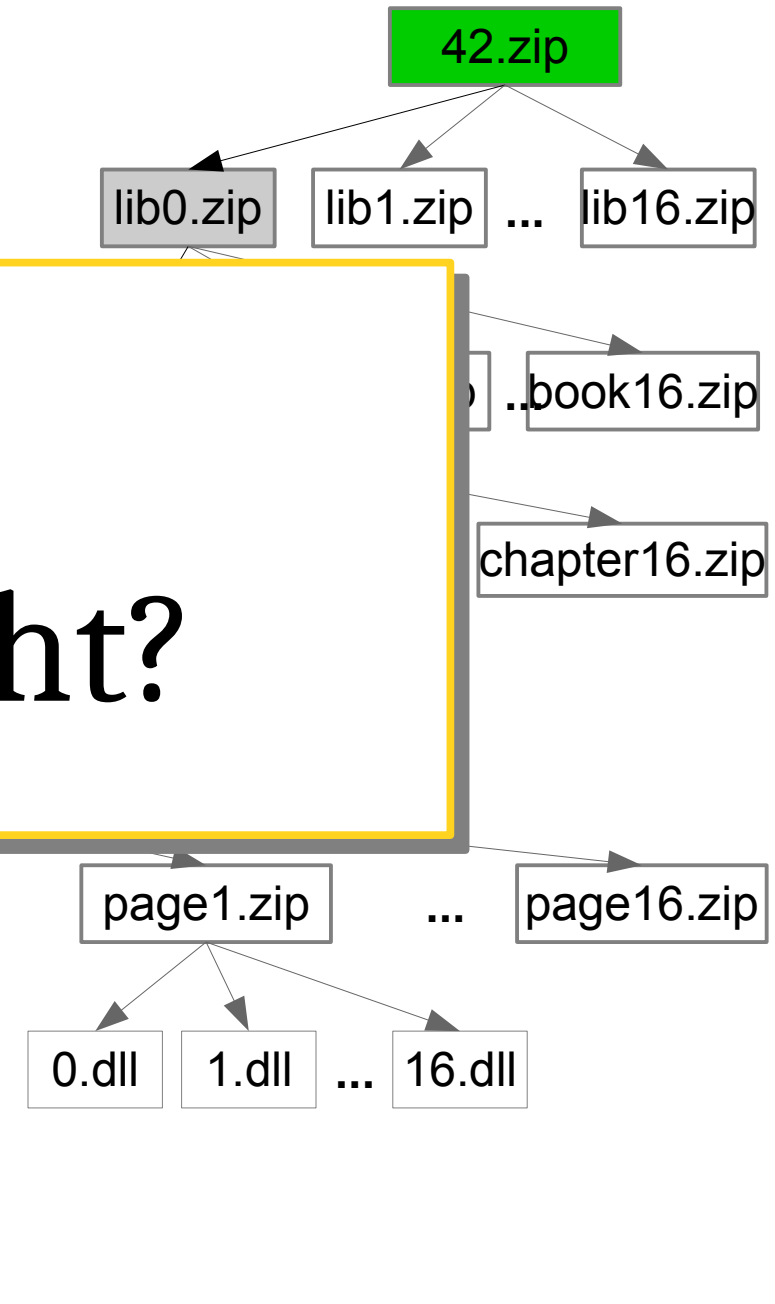 42.zip
lib0.zip lib1.zip ... lib16.zip
... book16.zip
chapter16.zip
ht?
page1.zip ... page16.zip
0.dll 1.dll ... 16.dll